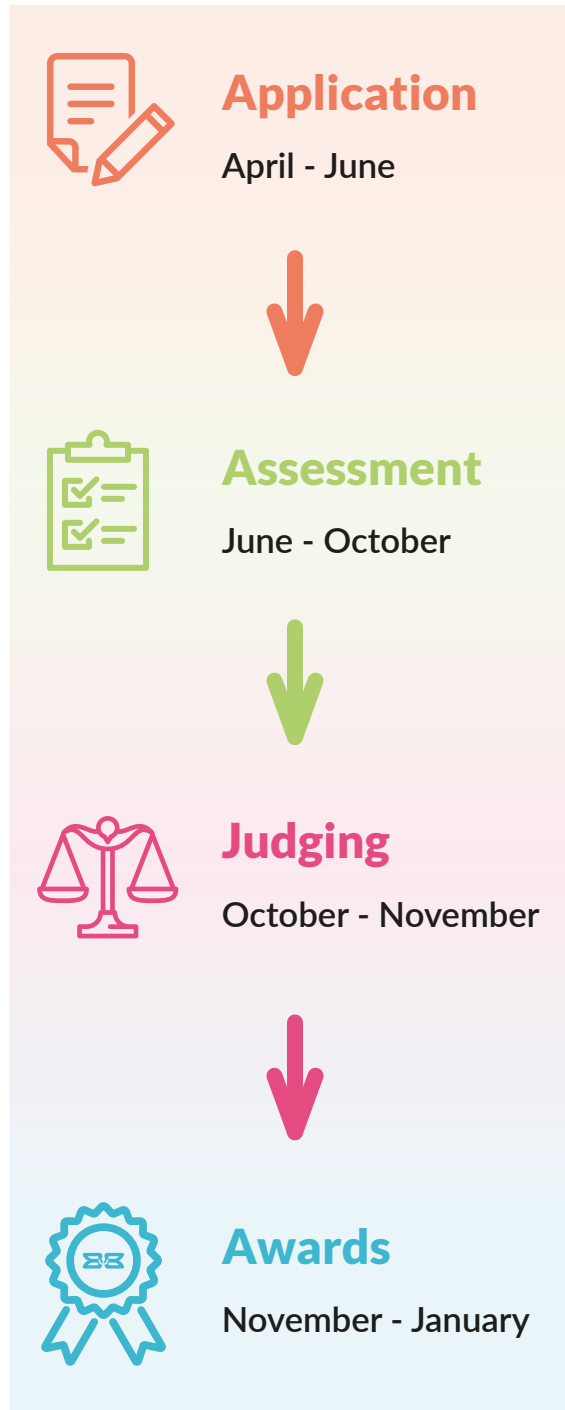 Application
April - June
Assessment
June - October
Judging
October - November
Awards
November - January